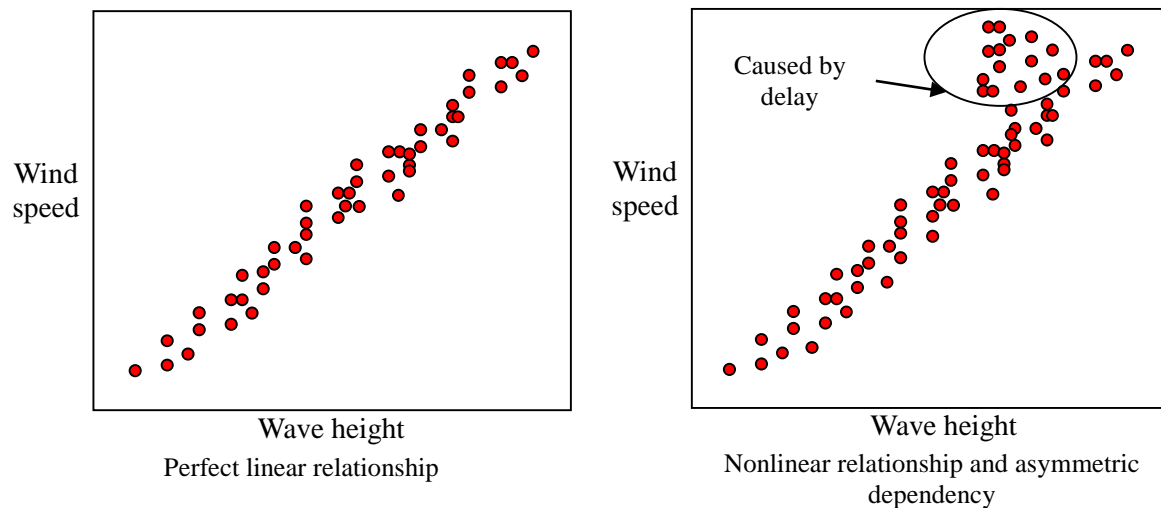 Wind
speed
Wave height
Perfect linear relationship
Caused by
delay
Wind
speed
Wave height
Nonlinear relationship and asymmetric
dependency